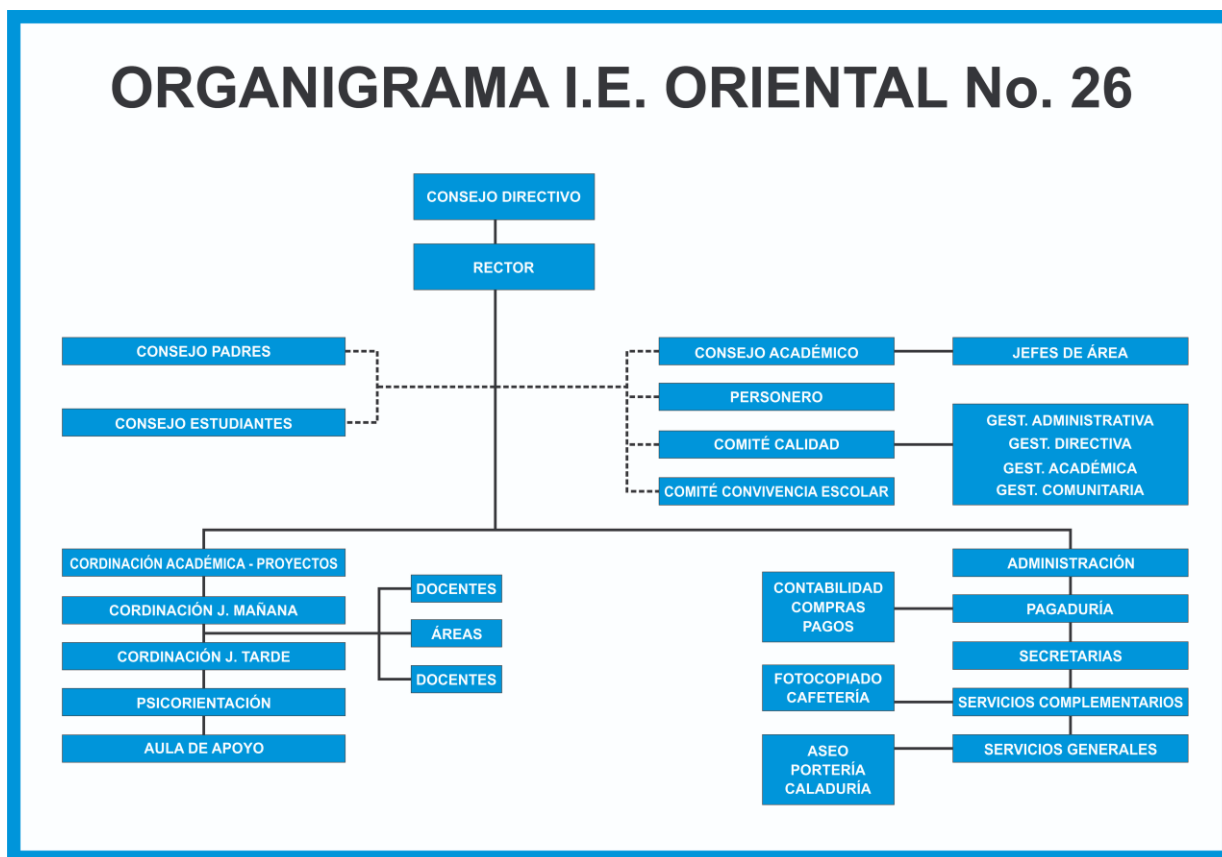 ORGANIGRAMA I.E. ORIENTAL No. 26
CONSEJO DIRECTIVO
RECTOR
CONSEJO PADRES
CONSEJO ESTUDIANTES
CONSEJO ACADÉMICO
JEFES DE ÁREA
PERSONERO
COMITÉ CALIDAD
GEST. ADMINISTRATIVA
GEST. DIRECTIVA
GEST. ACADÉMICA
GEST. COMUNITARIA
COMITÉ CONVIVENCIA ESCOLAR
CORDINACIÓN ACADÉMICA - PROYECTOS
CORDINACIÓN J. MAÑANA
CORDINACIÓN J. TARDE
PSICORIENTACIÓN
AULA DE APOYO
DOCENTES
ÁREAS
DOCENTES
ADMINISTRACIÓN
PAGADURÍA
SECRETARIAS
SERVICIOS COMPLEMENTARIOS
SERVICIOS GENERALES
CONTABILIDAD
COMPRAS
PAGOS
FOTOCOPIADO
CAFETERÍA
ASEO
PORTERÍA
CALADURÍA